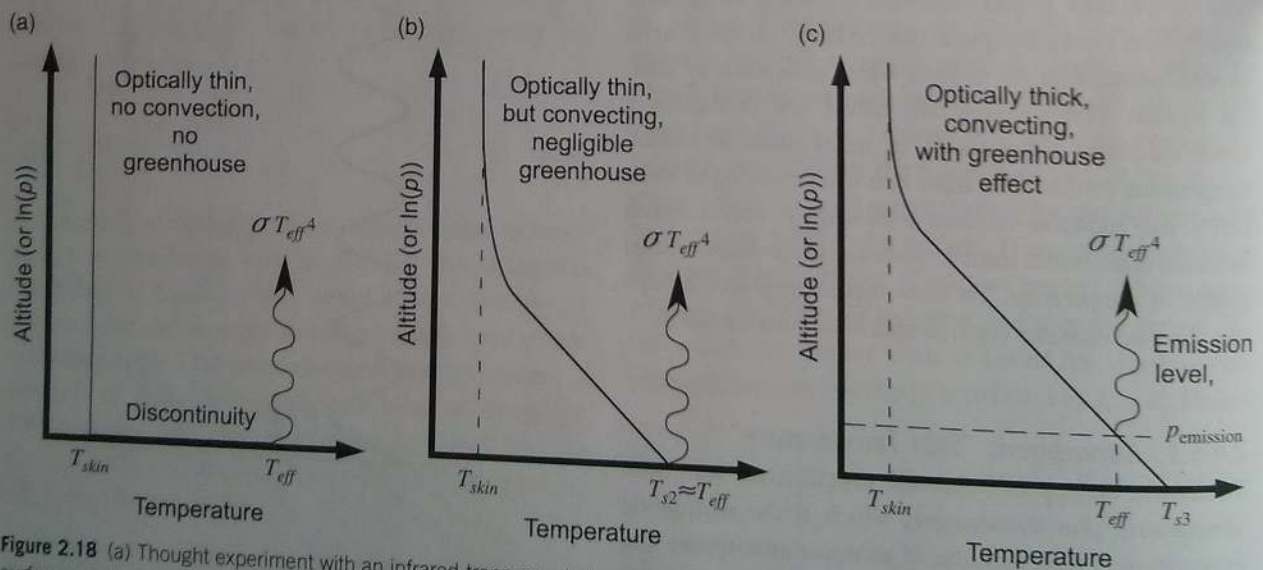 (a)
Altitude (or ln(p))
Optically thin,
no convection,
no
greenhouse
σT_eff^4
Discontinuity
T_skin
T_eff
Temperature
(b)
Altitude (or ln(p))
Optically thin,
but convecting,
negligible
greenhouse
σT_eff^4
T_skin
T_s2≈T_eff
Temperature
(c)
Altitude (or ln(p))
Optically thick,
convecting,
with greenhouse
effect
σT_eff^4
Emission
level,
p_emission
T_skin
T_eff
T_s3
Temperature
Figure 2.18 (a) Thought experiment with an infrared